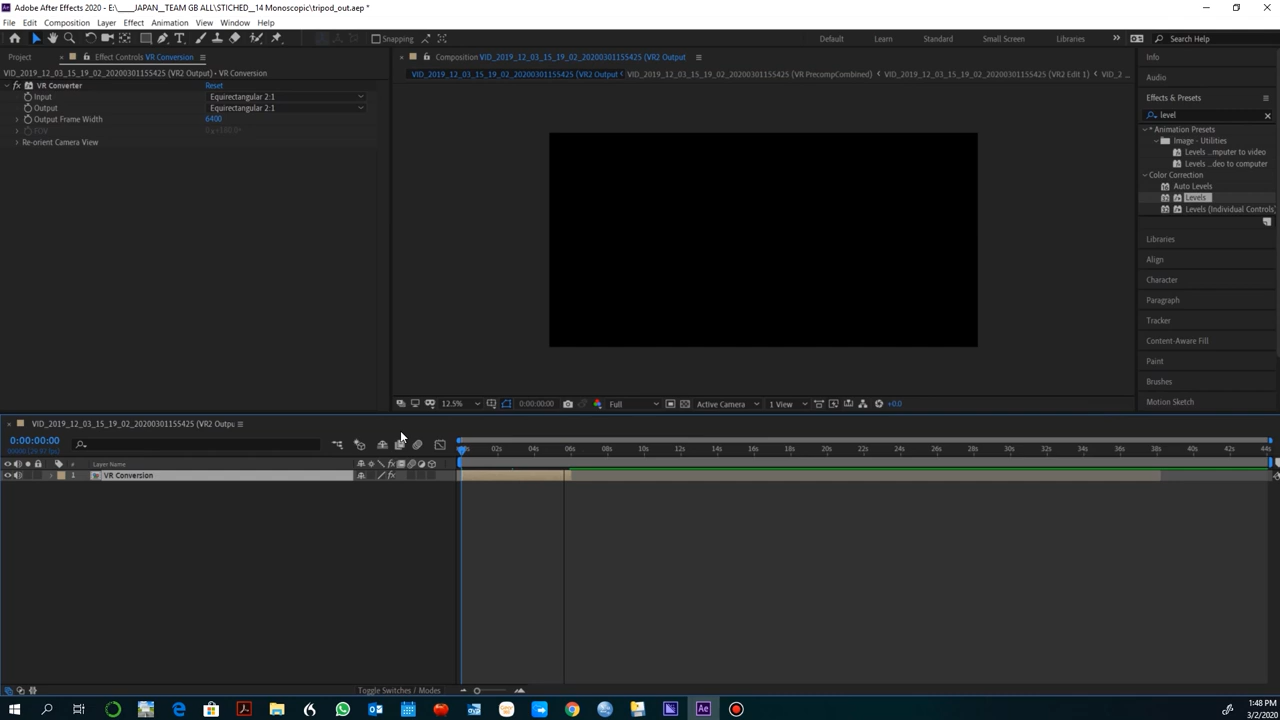 Adobe After Effects 2020 - E:\____JAPAN__TEAM GB ALL\STICHED__14 Monoscopic\tripod_out.aep *
File Edit Composition Layer Effect Animation View Window Help
Snapping Default Learn Standard Small Screen Libraries Search Help
Project Effect Controls VR Conversion
VID_2019_12_03_15_19_02_20200301155425 (VR2 Output) • VR Conversion
fx VR Converter Reset
Input Equirectangular 2:1
Output Equirectangular 2:1
Output Frame Width 6400
FOV
Re-orient Camera View
Composition VID_2019_12_03_15_19_02_20200301155425 (VR2 Output)
VID_2019_12_03_15_19_02_20200301155425 (VR2 Output) VID_2019_12_03_15_19_02_20200301155425 (VR PrecompCombined) VID_2019_12_03_15_19_02_20200301155425 (VR2 Edit 1) VID_2 ...
12.5% 0:00:00:00 Full Active Camera 1 View +0.0
Info
Audio
Effects & Presets
level
* Animation Presets
Image - Utilities
Levels ...mputer to video
Levels ...deo to computer
Color Correction
Auto Levels
Levels
Levels (Individual Controls)
Libraries
Align
Character
Paragraph
Tracker
Content-Aware Fill
Paint
Brushes
Motion Sketch
VID_2019_12_03_15_19_02_20200301155425 (VR2 Outpu
0:00:00:00
02s 04s 06s 08s 10s 12s 14s 16s 18s 20s 22s 24s 26s 28s 30s 32s 34s 36s 38s 40s 42s 44s
# Layer Name
1 VR Conversion
Toggle Switches / Modes
1:48 PM
3/2/2020